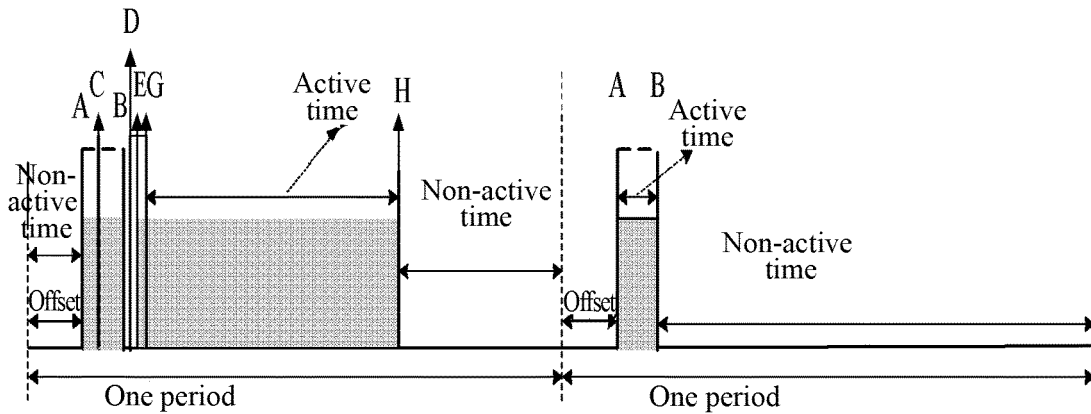 D
C
A
B
EG
Active
time
H
A
B
Active
time
Non-
active
time
Non-active
time
Non-active
time
Offset
Offset
One period
One period